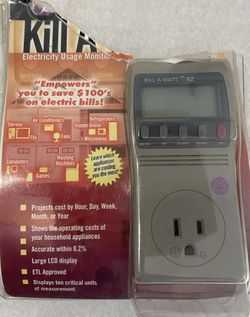 Kill A
Electricity Usage Monitor
"Empowers"
you to save $100's
on electric bills!
Air Conditioners
Refrigerators
Stereos
TVs
Fans
Toaster Ovens
Microwaves
Washing
Machines
Computers
Learn which
appliances
are costing
you the most!
Projects cost by Hour, Day, Week,
Month, or Year
Shows the operating costs of
your household appliances
Accurate within 0.2%
Large LCD display
ETL Approved
Displays ten critical units
of measurement
KILL A WATT™ EZ
G